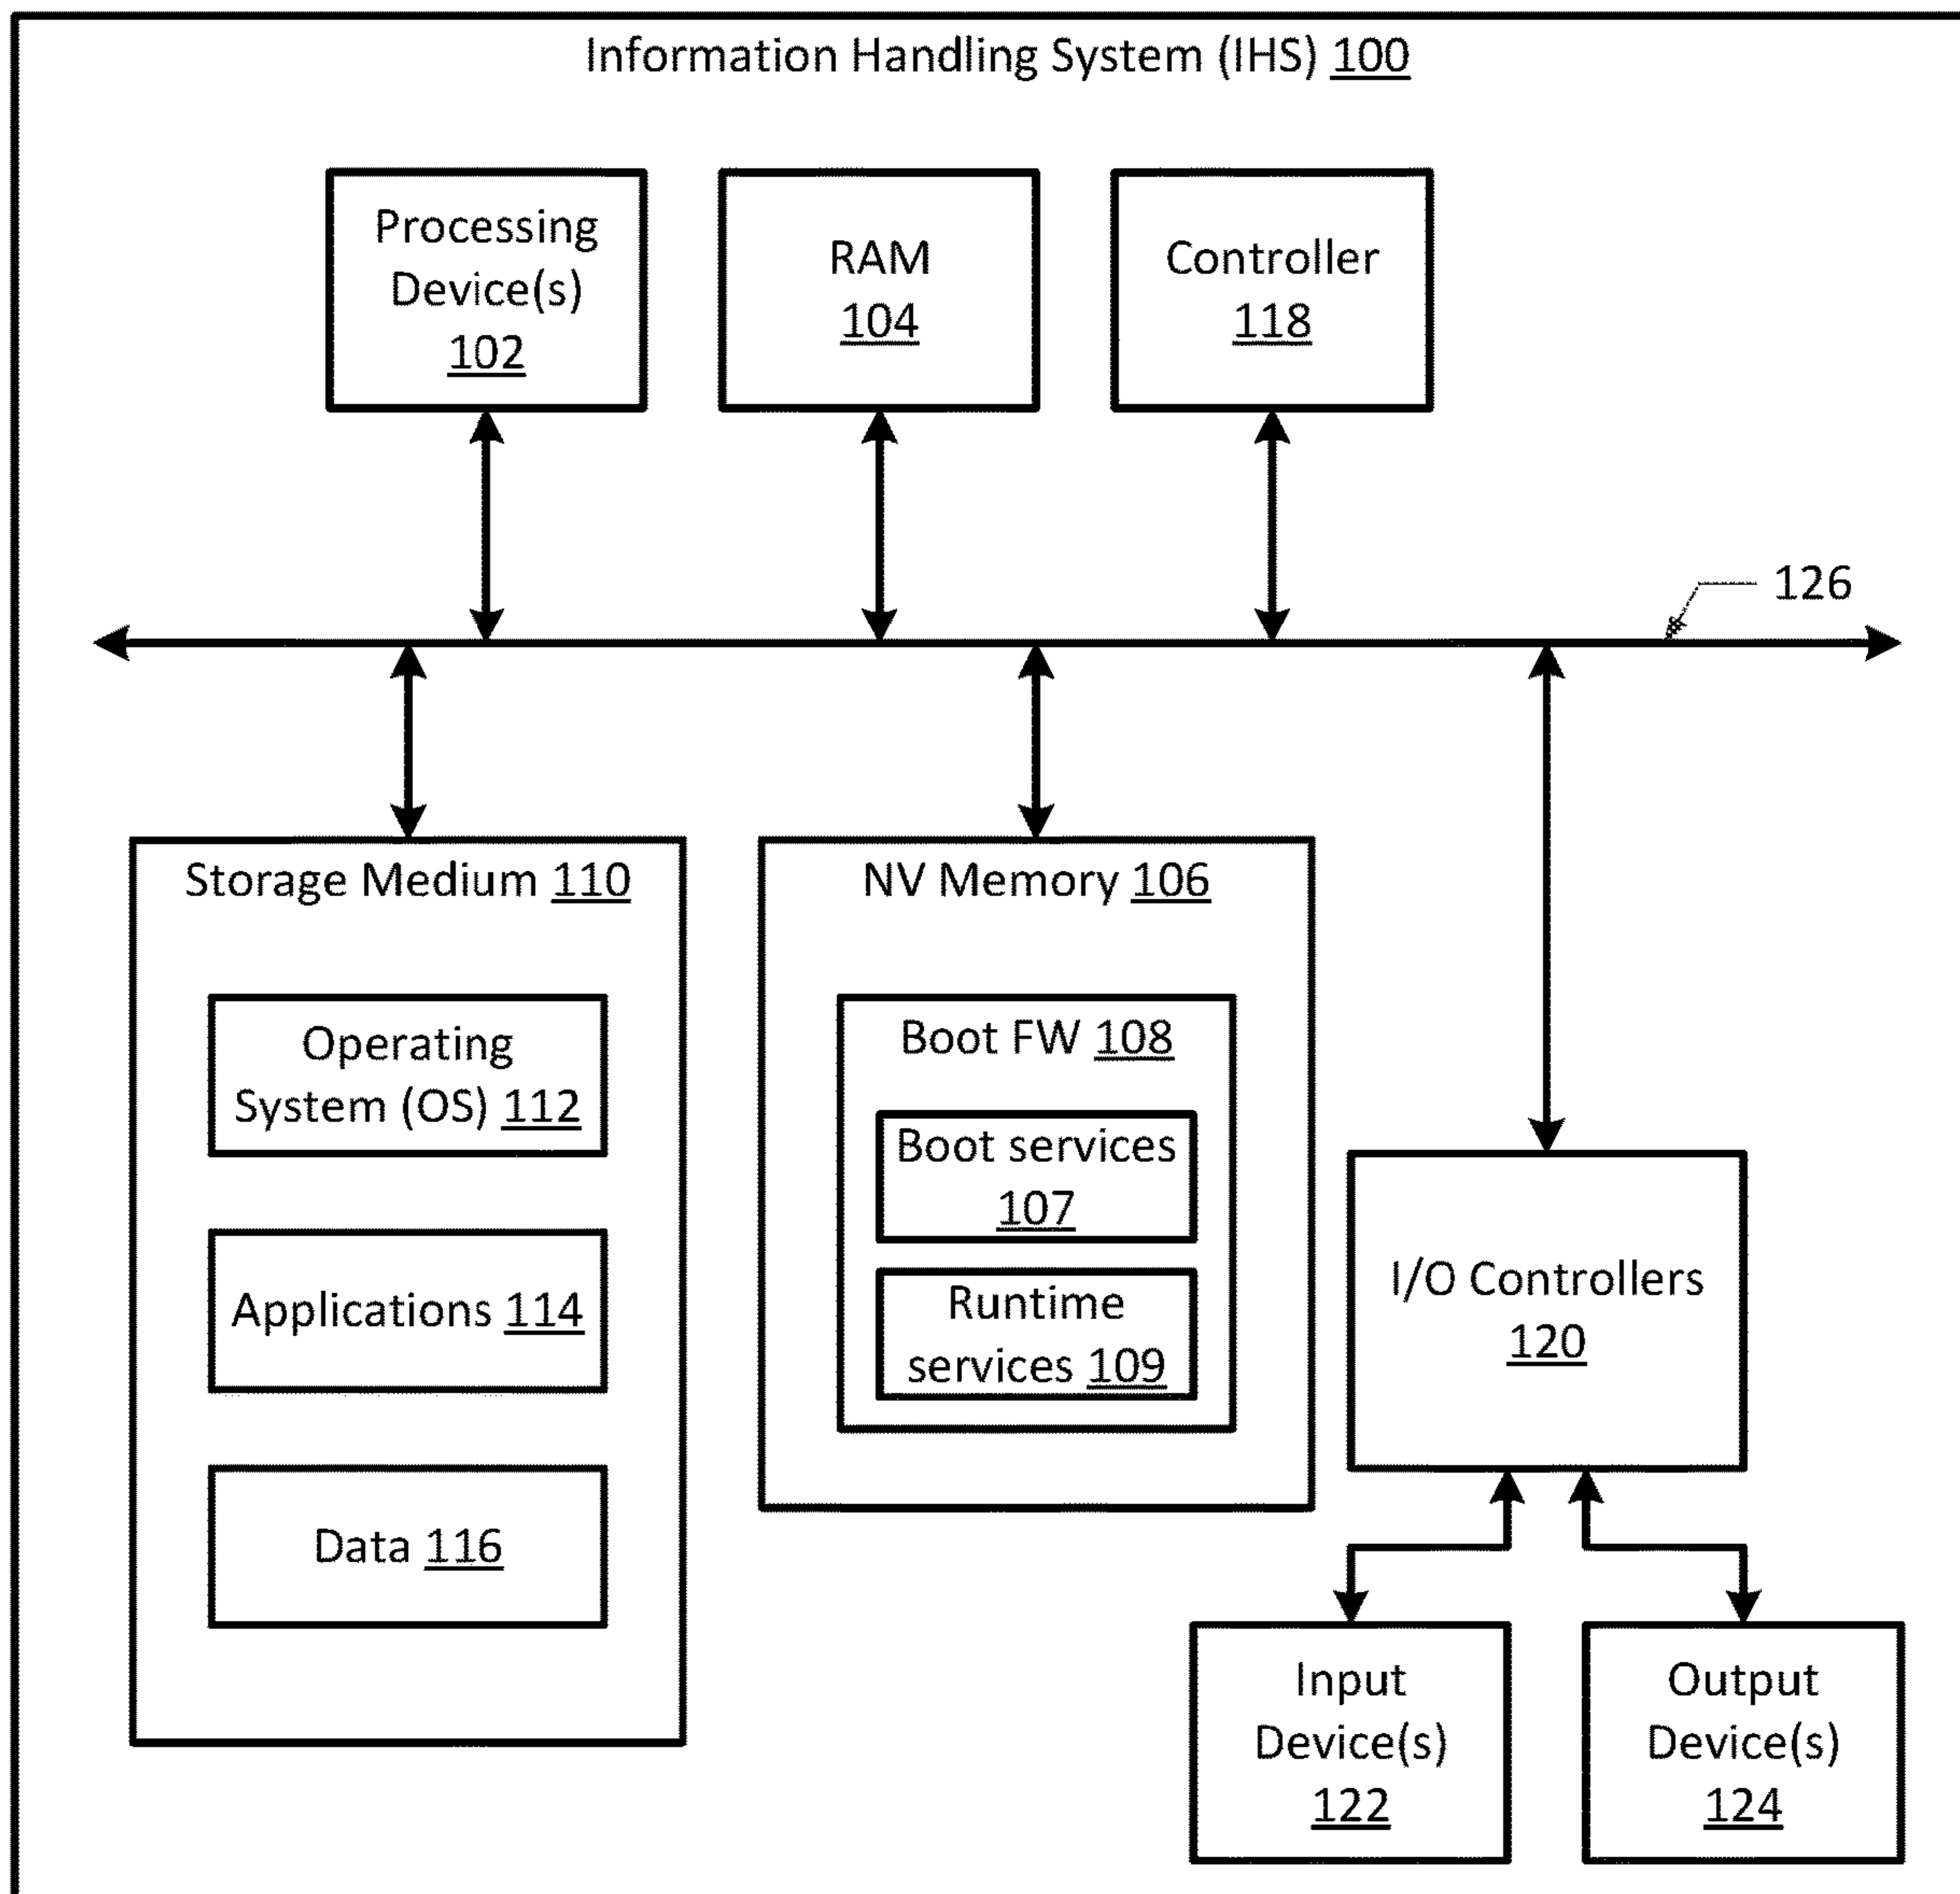 Information Handling System (IHS) 100
Processing
Device(s)
102
RAM
104
Controller
118
126
Storage Medium 110
Operating
System (OS) 112
Applications 114
Data 116
NV Memory 106
Boot FW 108
Boot services
107
Runtime
services 109
I/O Controllers
120
Input
Device(s)
122
Output
Device(s)
124